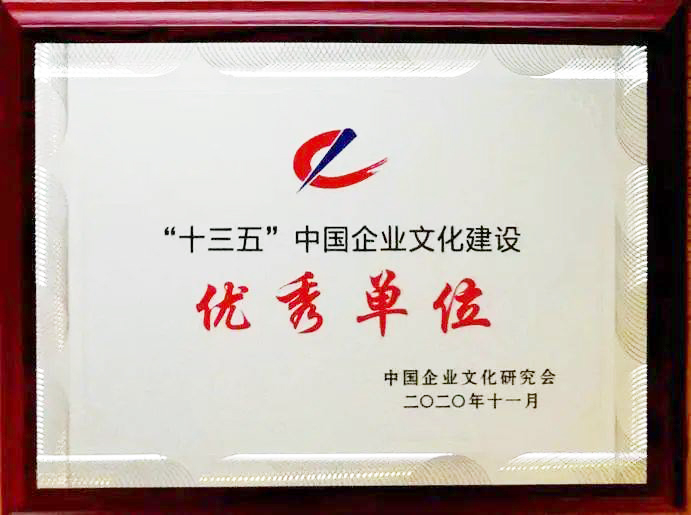 “十三五”中国企业文化建设
优秀单位
中国企业文化研究会
二〇二〇年十一月